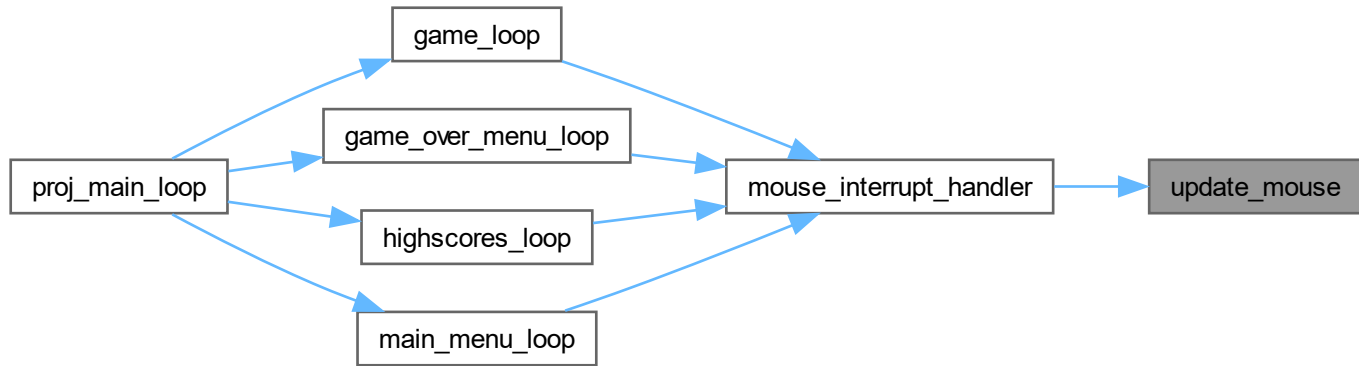 game_loop
game_over_menu_loop
proj_main_loop
mouse_interrupt_handler
update_mouse
highscores_loop
main_menu_loop